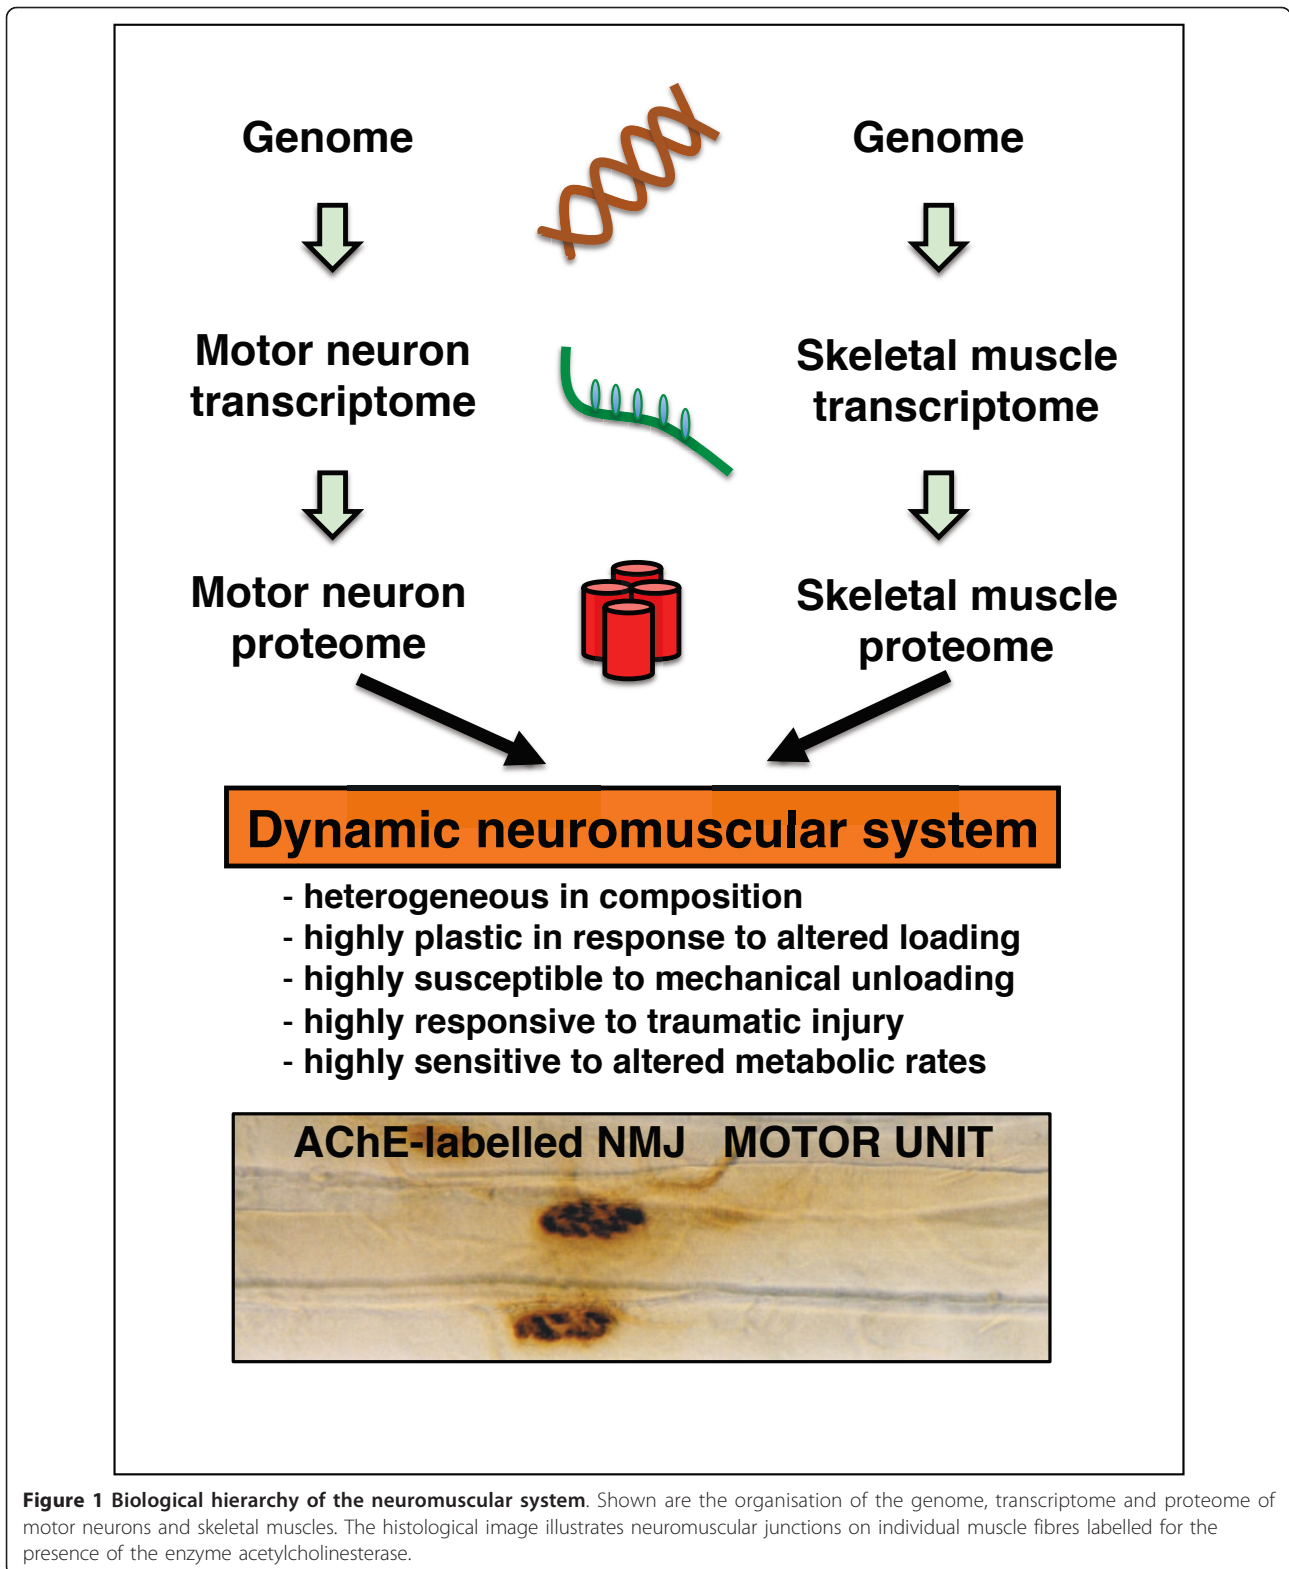 Genome
Genome
Motor neuron
transcriptome
Skeletal muscle
transcriptome
Motor neuron
proteome
Skeletal muscle
proteome
Dynamic neuromuscular system
- heterogeneous in composition
- highly plastic in response to altered loading
- highly susceptible to mechanical unloading
- highly responsive to traumatic injury
- highly sensitive to altered metabolic rates
AChE-labelled NMJ MOTOR UNIT
Figure 1 Biological hierarchy of the neuromuscular system. Shown are the organisation of the genome, transcriptome and proteome of
motor neurons and skeletal muscles. The histological image illustrates neuromuscular junctions on individual muscle fibres labelled for the
presence of the enzyme acetylcholinesterase.